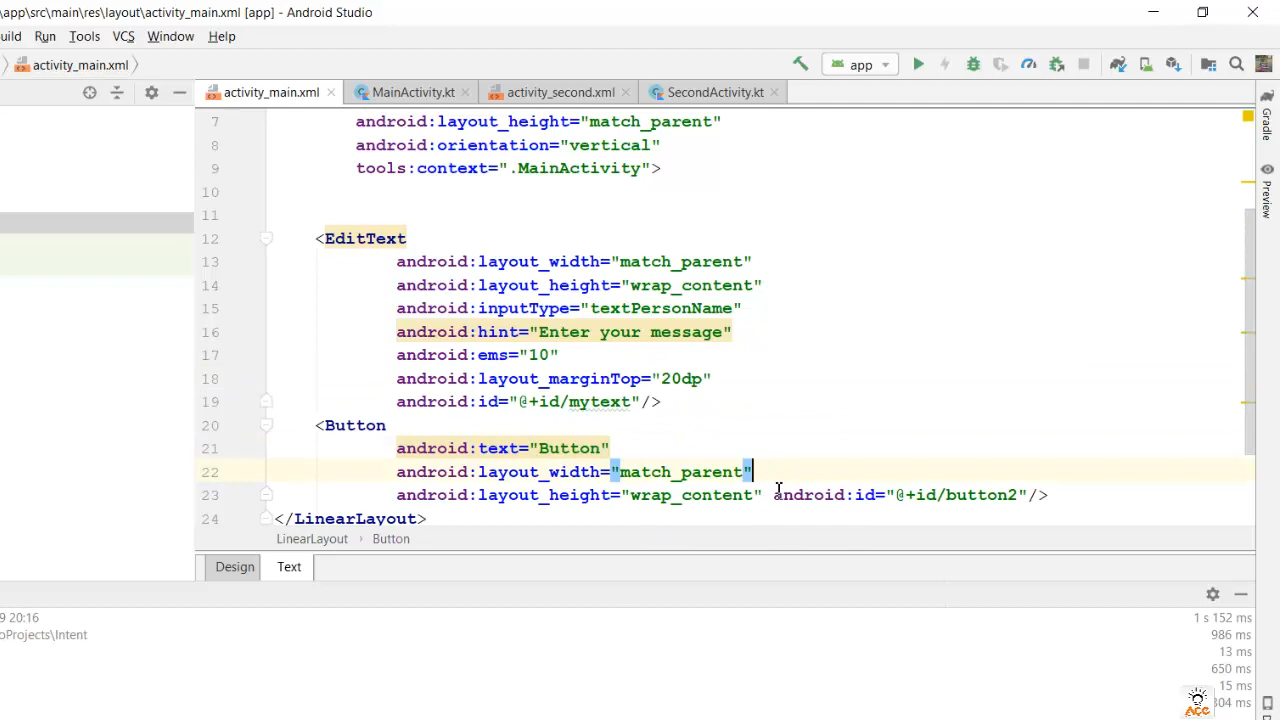 \app\src\main\res\layout\activity_main.xml [app] - Android Studio
uild Run Tools VCS Window Help
activity_main.xml
app
activity_main.xml MainActivity.kt activity_second.xml SecondActivity.kt
7 android:layout_height="match_parent"
8 android:orientation="vertical"
9 tools:context=".MainActivity">
10
11
12 <EditText
13 android:layout_width="match_parent"
14 android:layout_height="wrap_content"
15 android:inputType="textPersonName"
16 android:hint="Enter your message"
17 android:ems="10"
18 android:layout_marginTop="20dp"
19 android:id="@+id/mytext"/>
20 <Button
21 android:text="Button"
22 android:layout_width="match_parent"
23 android:layout_height="wrap_content" android:id="@+id/button2"/>
24 </LinearLayout>
LinearLayout › Button
Design Text
Gradle
Preview
9 20:16
oProjects\Intent
1 s 152 ms
986 ms
13 ms
650 ms
15 ms
304 ms
Ace